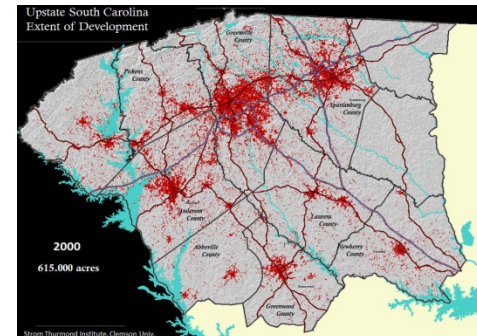 Upstate South Carolina
Extent of Development
Greenville
County
Pickens
County
Spartanburg
County
Anderson
County
Laurens
County
Abbeville
County
Newberry
County
2000
615.000 acres
Greenwood
County
Strom Thurmond Institute, Clemson Univ.